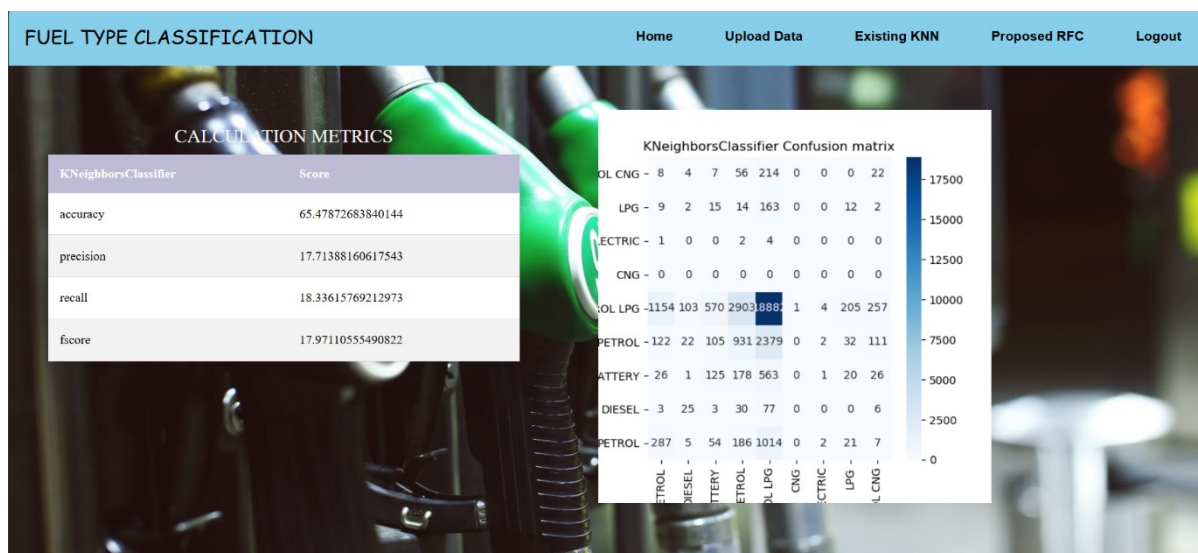 FUEL TYPE CLASSIFICATION Home Upload Data Existing KNN Proposed RFC Logout
CALCULATION METRICS
KNeighborsClassifier Score
accuracy 65.47872683840144
precision 17.71388160617543
recall 18.33615769212973
fscore 17.97110555490822
KNeighborsClassifier Confusion matrix
OL CNG - 8 4 7 56 214 0 0 0 22
LPG - 9 2 15 14 163 0 0 12 2
ECTRIC - 1 0 0 2 4 0 0 0 0
CNG - 0 0 0 0 0 0 0 0 0
OL LPG - 1154 103 570 2903 18882 1 4 205 257
PETROL - 122 22 105 931 2379 0 2 32 111
ATTERY - 26 1 125 178 563 0 1 20 26
DIESEL - 3 25 3 30 77 0 0 0 6
PETROL - 287 5 54 186 1014 0 2 21 7
ETROL DIESEL TTERY ETROL OL LPG CNG CTRIC LPG OL CNG
17500
15000
12500
10000
7500
5000
2500
0